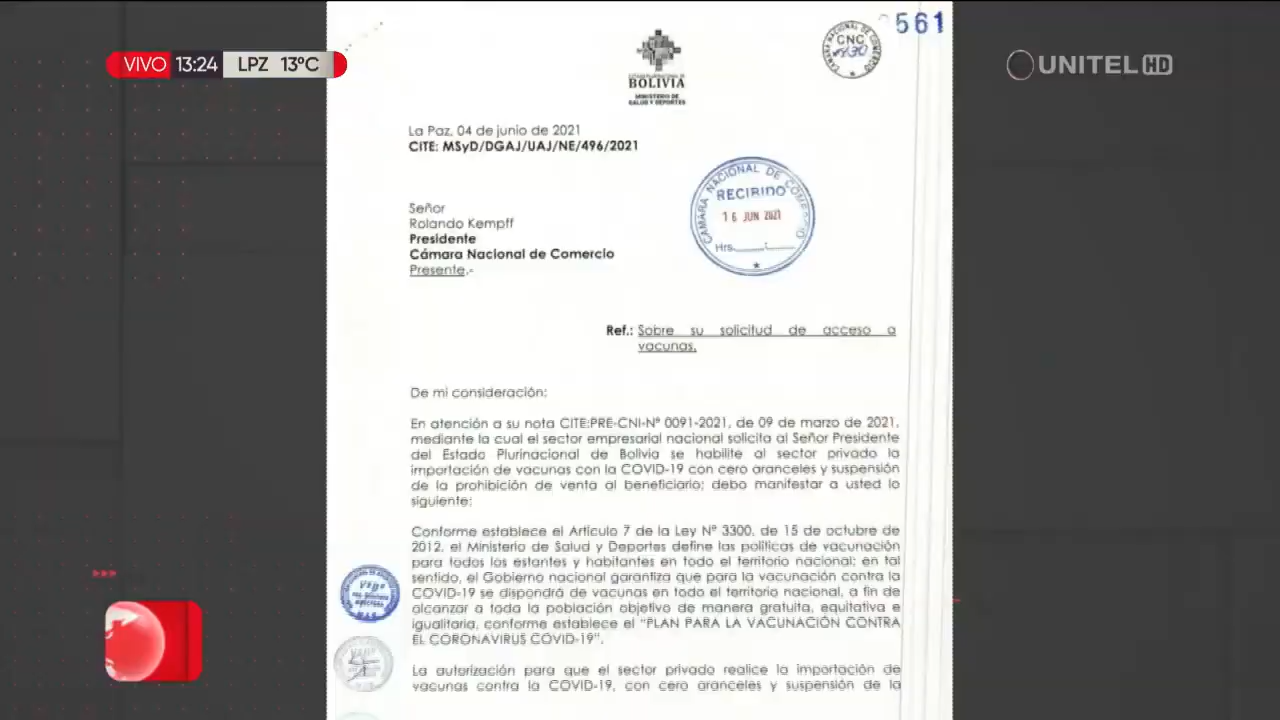 561
VIVO 13:24 LPZ 13°C
UNITEL HD
CÁMARA NACIONAL DE COMERCIO
CNC
BOLIVIA
MINISTERIO DE
SALUD Y DEPORTES
La Paz, 04 de junio de 2021
CITE: MSyD/DGAJ/UAJ/NE/496/2021
CÁMARA NACIONAL DE COMERCIO
RECIBIDO
16 JUN 2021
Hrs.
Señor
Rolando Kempff
Presidente
Cámara Nacional de Comercio
Presente.-
Ref.: Sobre su solicitud de acceso a
vacunas.
De mi consideración:
En atención a su nota CITE:PRE-CNI-N° 0091-2021, de 09 de marzo de 2021,
mediante la cual el sector empresarial nacional solicita al Señor Presidente
del Estado Plurinacional de Bolivia se habilite al sector privado la
importación de vacunas con la COVID-19 con cero aranceles y suspensión
de la prohibición de venta al beneficiario; debo manifestar a usted lo
siguiente:
Conforme establece el Artículo 7 de la Ley N° 3300, de 15 de octubre de
2012, el Ministerio de Salud y Deportes define las políticas de vacunación
para todos los estantes y habitantes en todo el territorio nacional; en tal
sentido, el Gobierno nacional garantiza que para la vacunación contra la
COVID-19 se dispondrá de vacunas en todo el territorio nacional, a fin de
alcanzar a toda la población objetivo de manera gratuita, equitativa e
igualitaria, conforme establece el "PLAN PARA LA VACUNACIÓN CONTRA
EL CORONAVIRUS COVID-19".
La autorización para que el sector privado realice la importación de
vacunas contra la COVID-19, con cero aranceles y suspensión de la